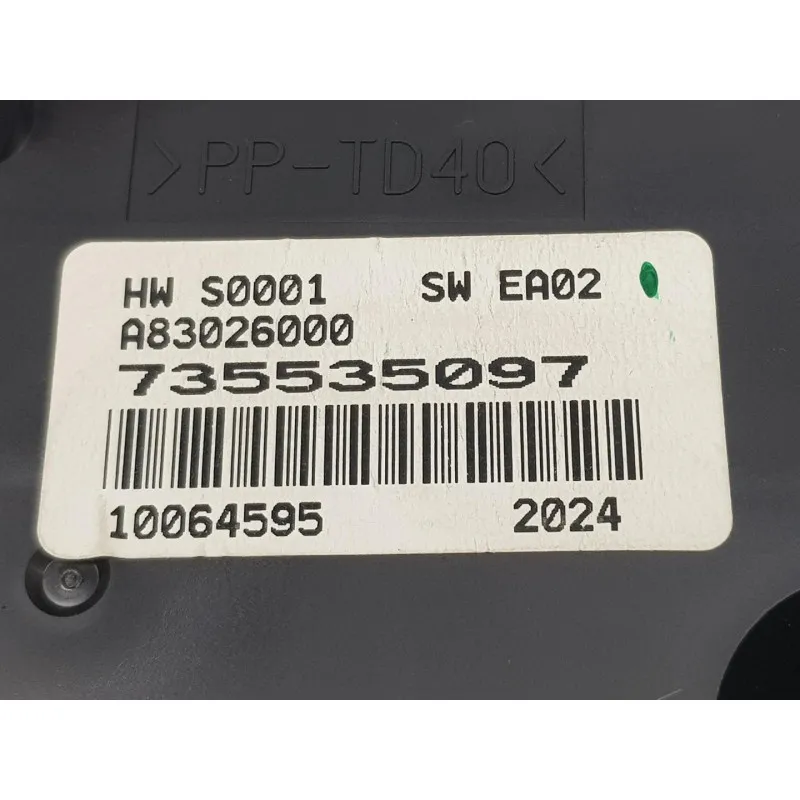 >PP-TD40<
HW S0001 SW EA02
A83026000
735535097
10064595 2024